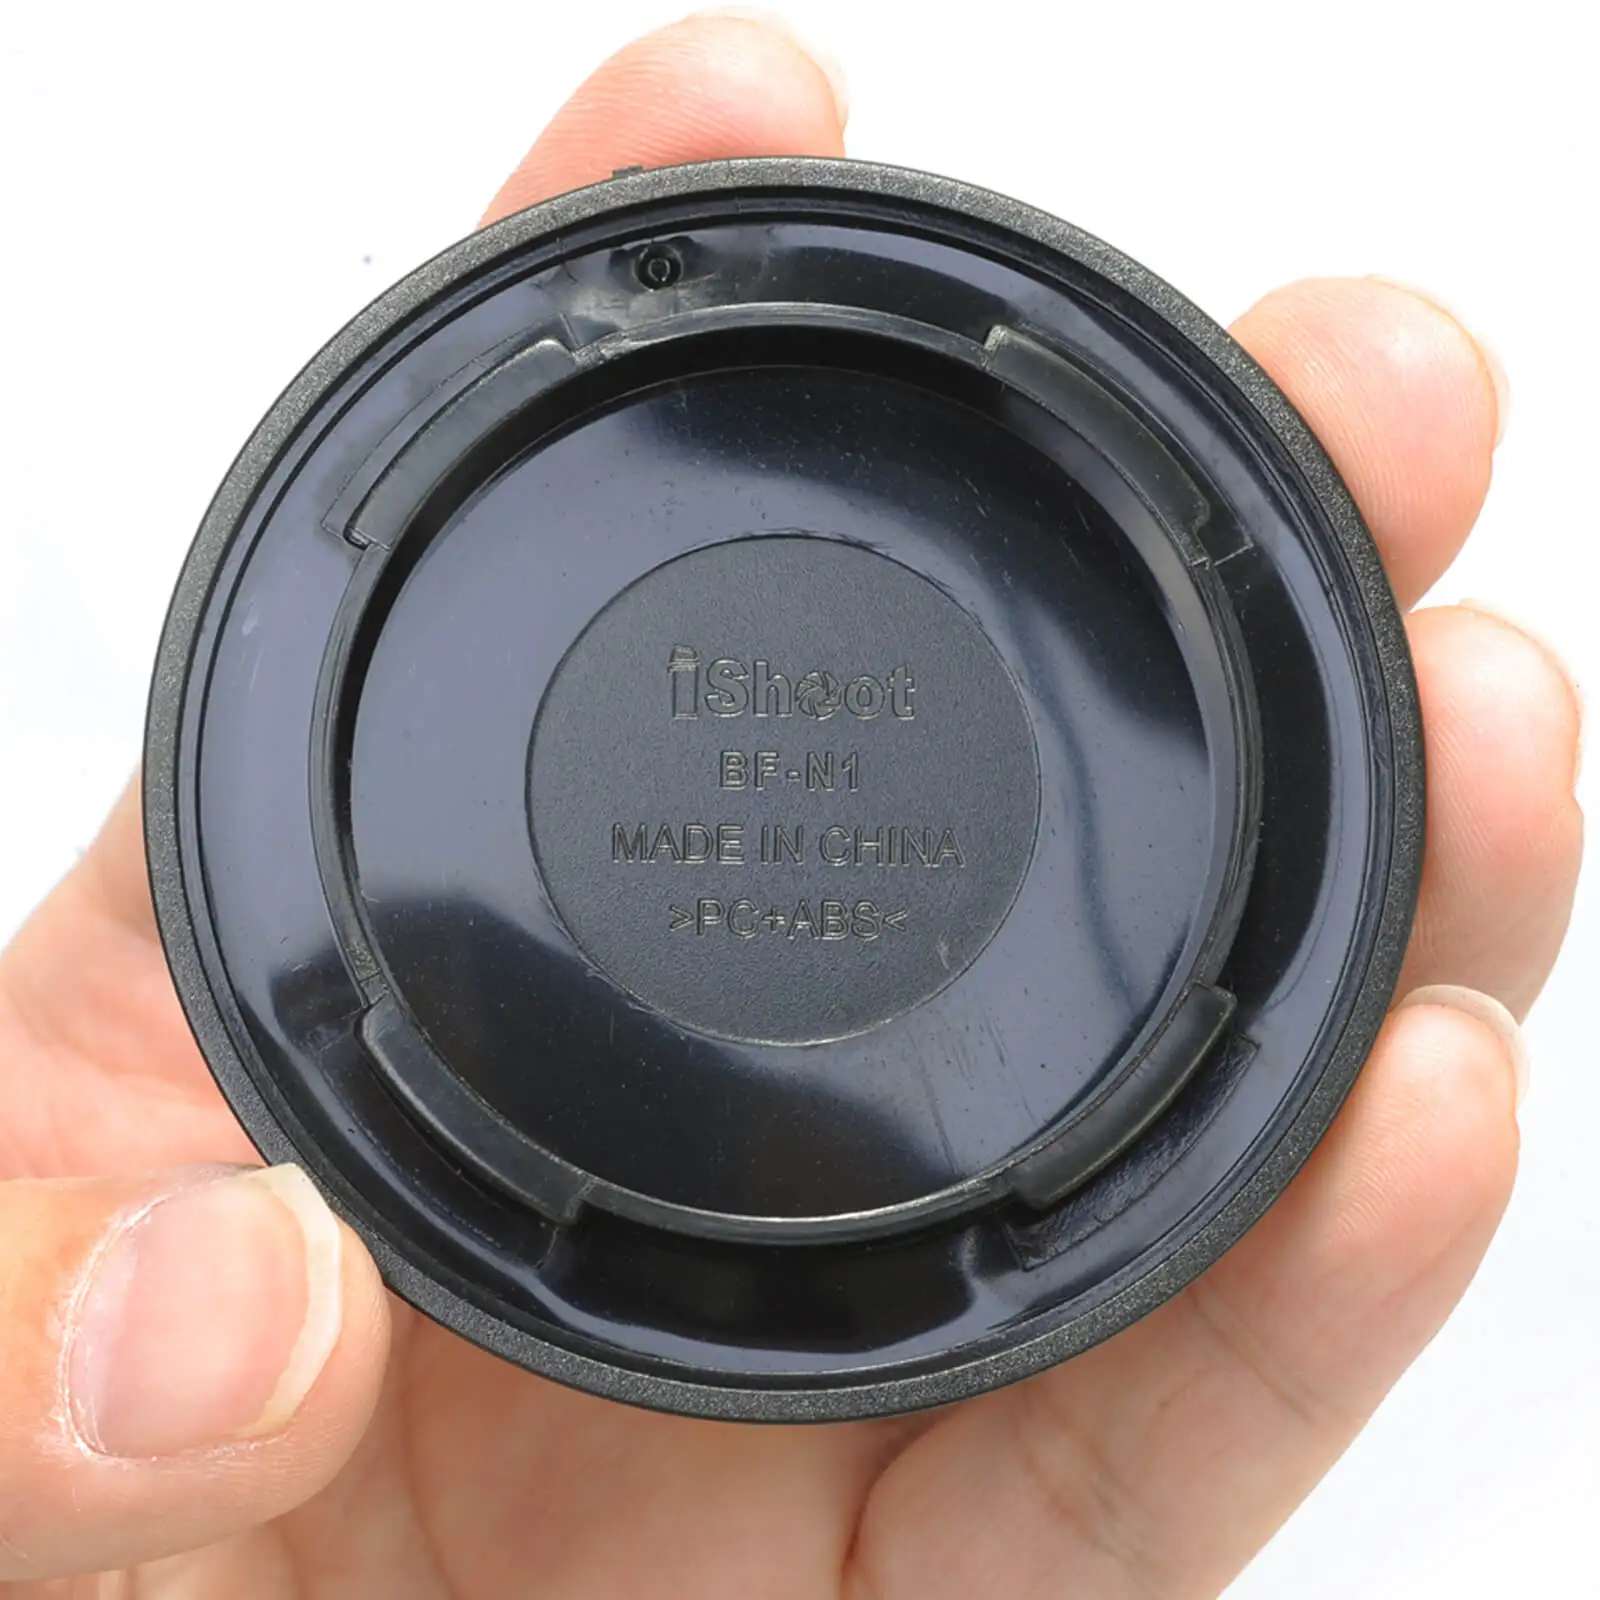 iShoot
BF-N1
MADE IN CHINA
>PC+ABS<